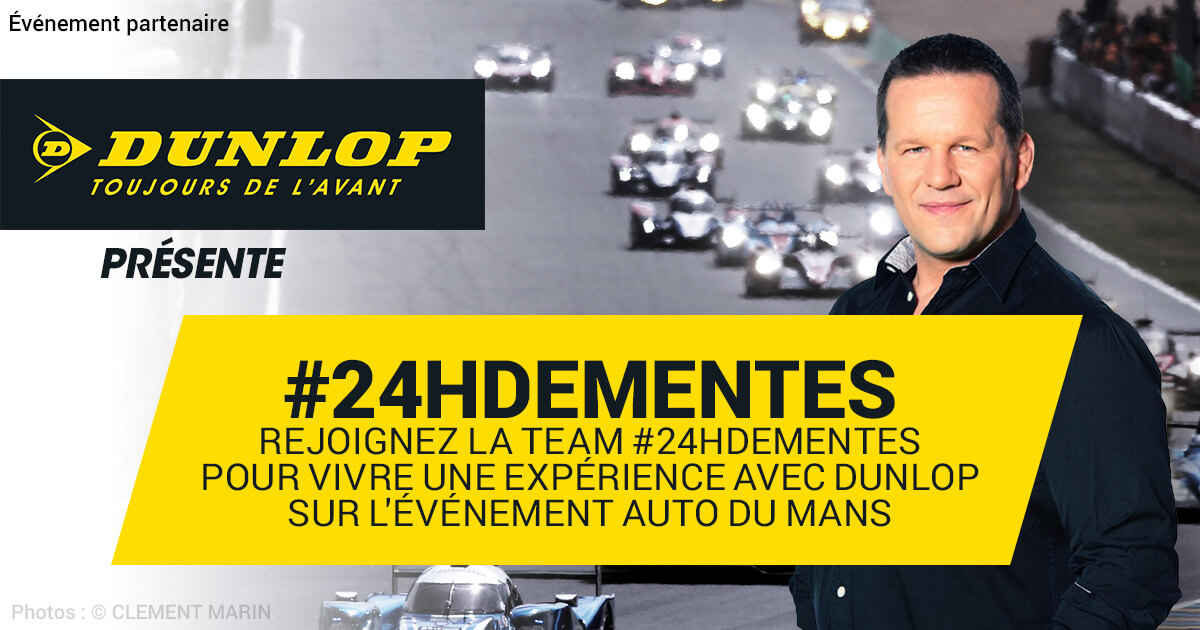 Événement partenaire
D DUNLOP
TOUJOURS DE L'AVANT
PRÉSENTE
#24HDEMENTES
REJOIGNEZ LA TEAM #24HDEMENTES
POUR VIVRE UNE EXPÉRIENCE AVEC DUNLOP
SUR L'ÉVÉNEMENT AUTO DU MANS
Photos : © CLEMENT MARIN